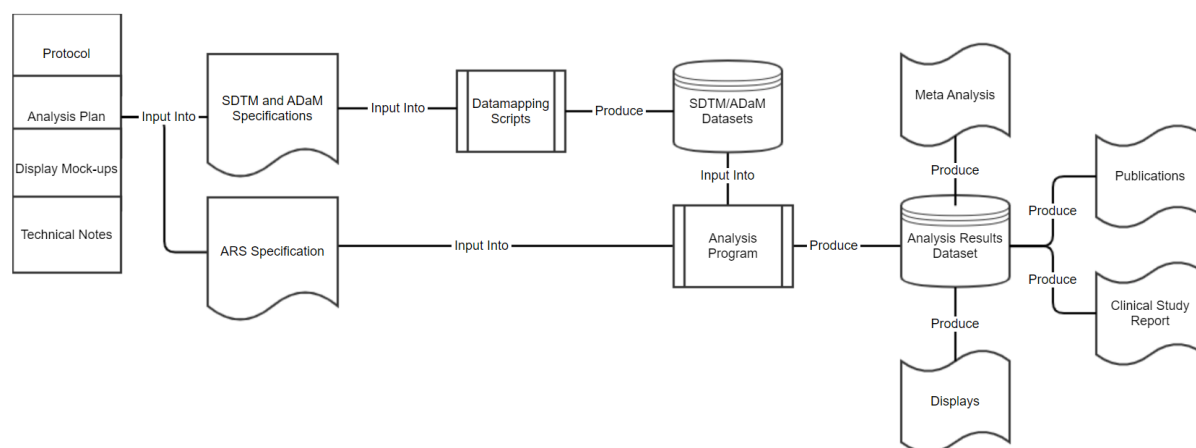 Protocol
Analysis Plan
Display Mock-ups
Technical Notes
Input Into
SDTM and ADaM
Specifications
ARS Specification
Input Into
Input Into
Datamapping
Scripts
Produce
SDTM/ADaM
Datasets
Input Into
Analysis
Program
Produce
Meta Analysis
Produce
Analysis Results
Dataset
Produce
Publications
Produce
Clinical Study
Report
Produce
Displays